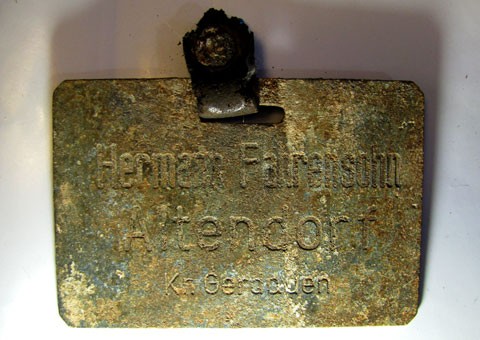 Hermann Fahrensohn
Altendorf
Kr. Gerdauen